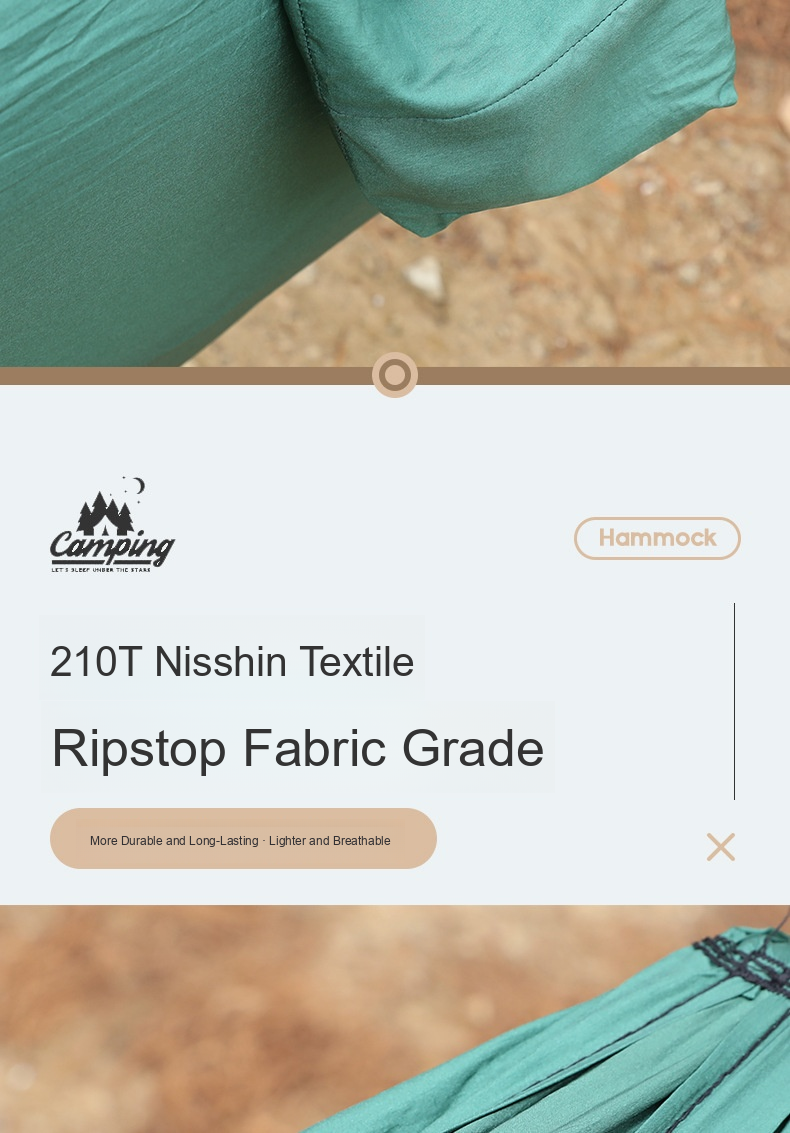 Camping
LET'S SLEEP UNDER THE STARS
Hammock
210T Nisshin Textile
Ripstop Fabric Grade
More Durable and Long-Lasting · Lighter and Breathable